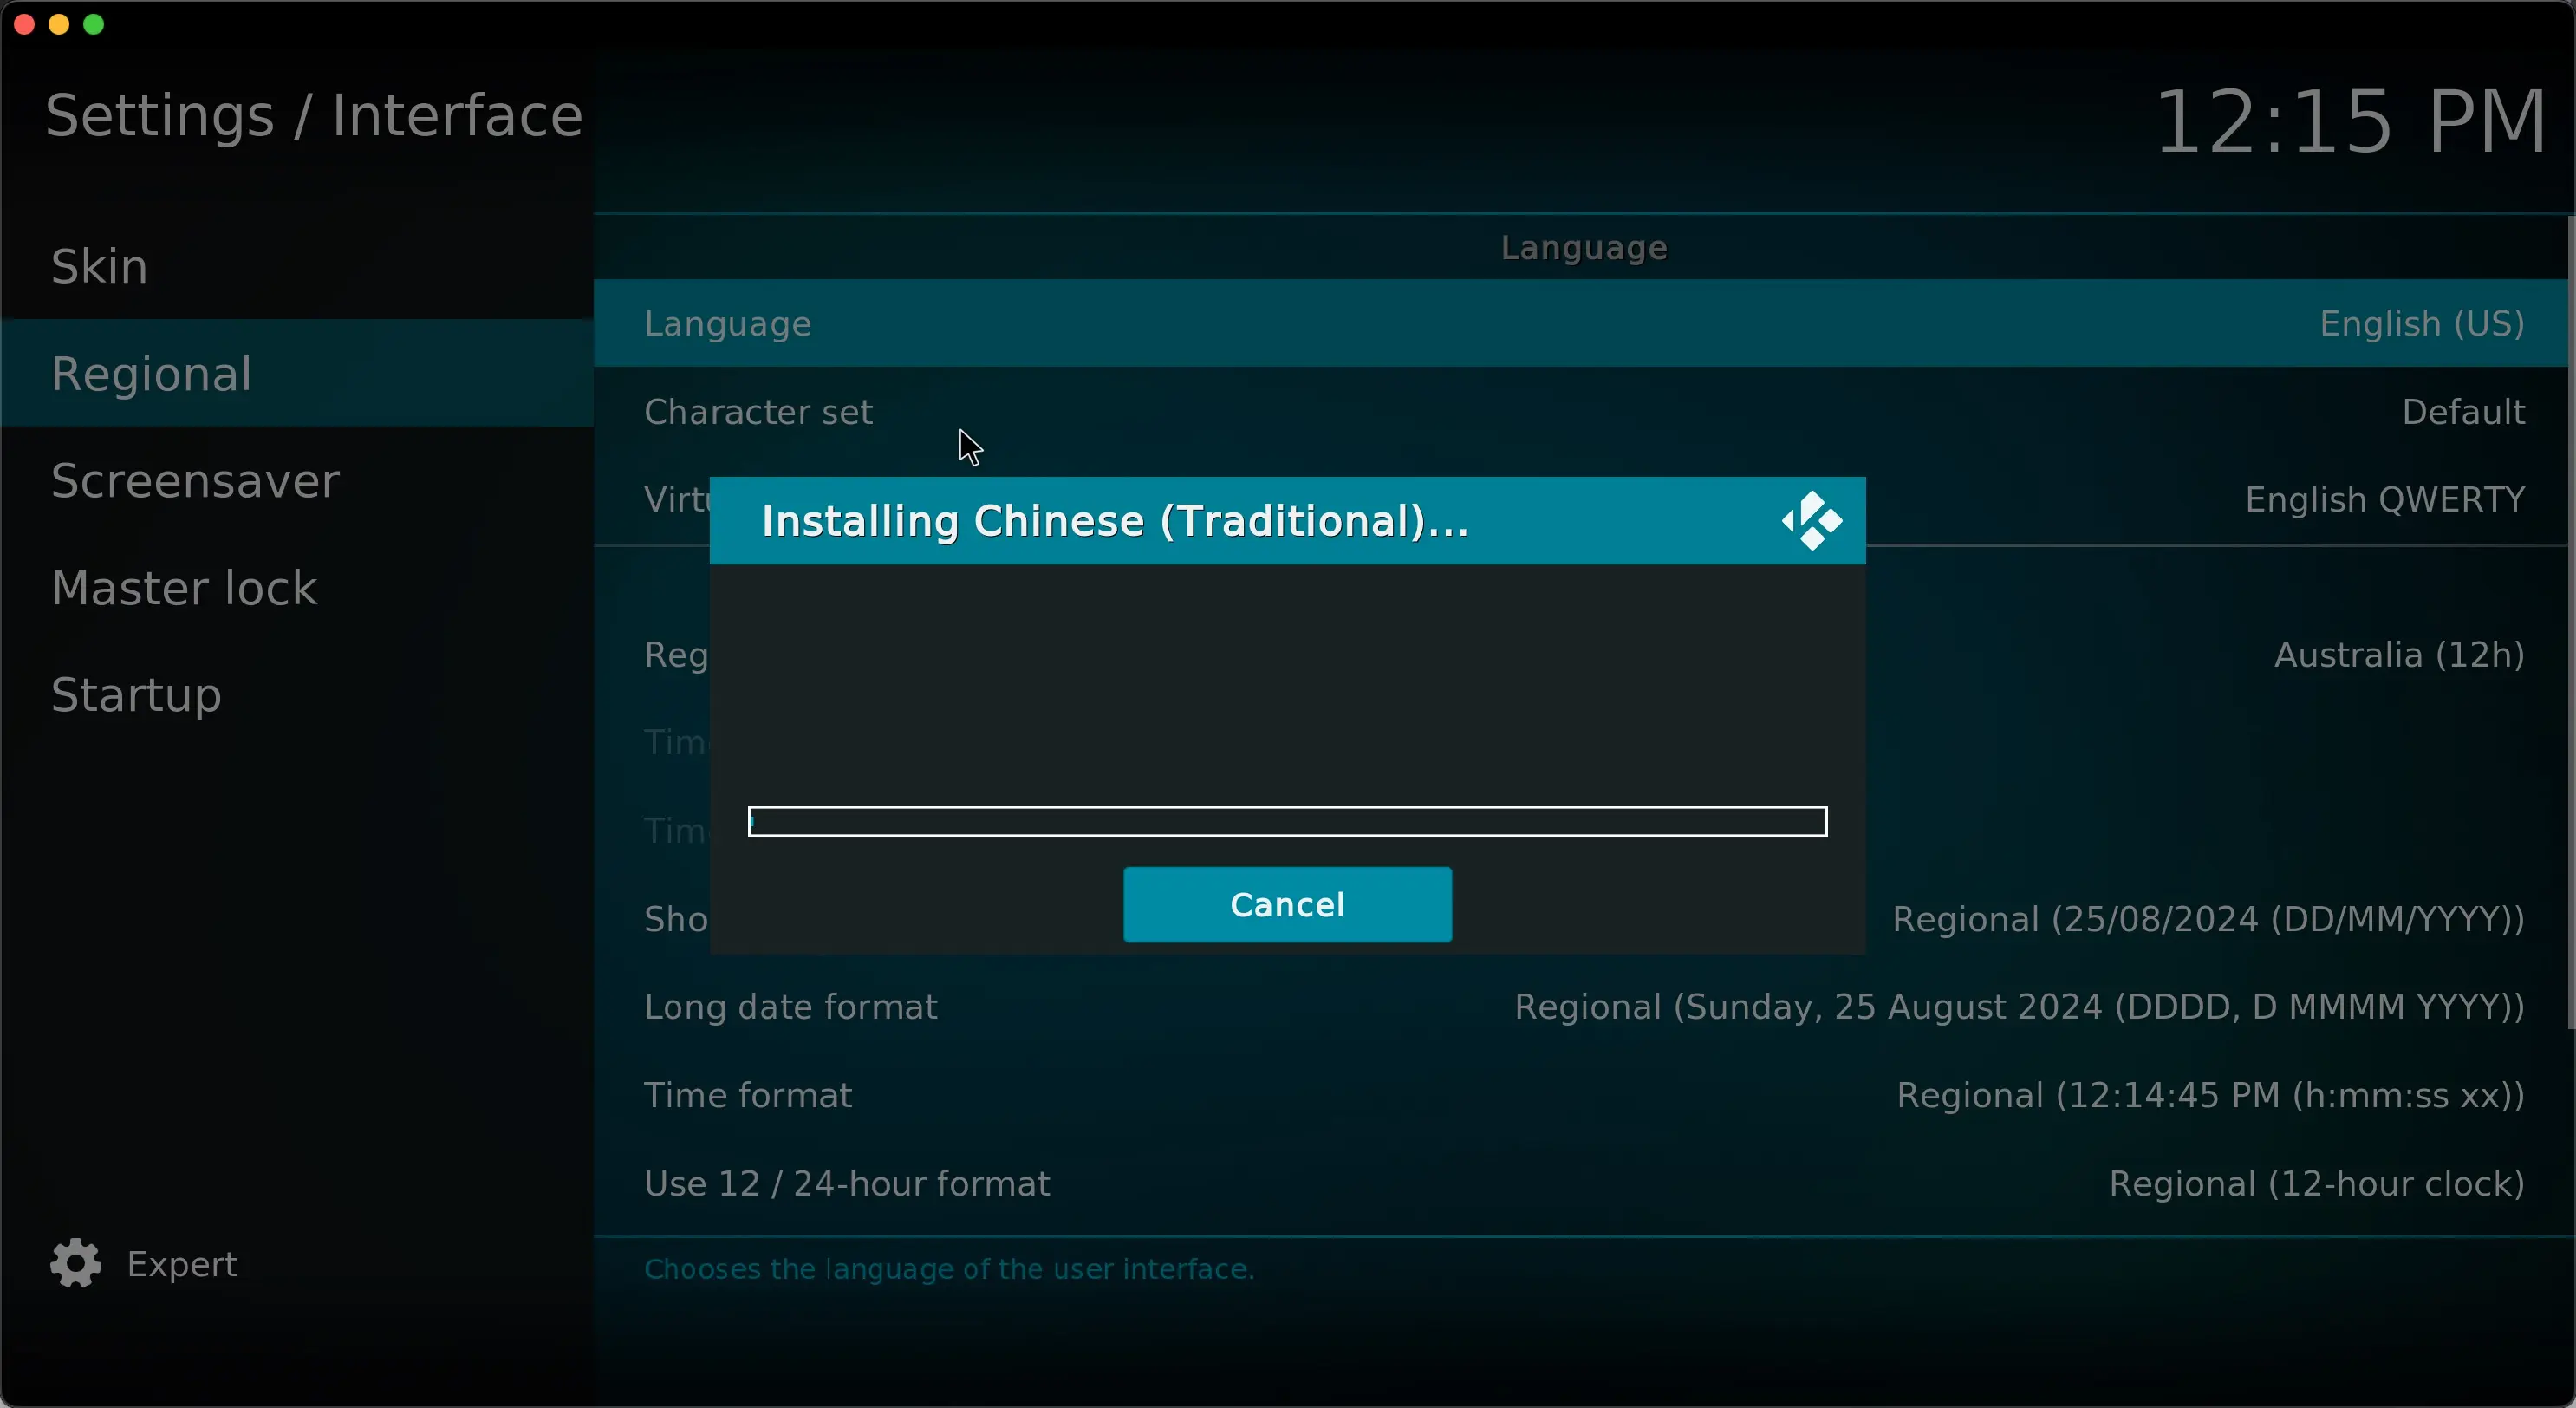 Settings / Interface
12:15 PM
Skin
Regional
Screensaver
Master lock
Startup
Expert
Language
Language English (US)
Character set Default
Virtu English QWERTY
Installing Chinese (Traditional)...
Reg Australia (12h)
Tim
Tim
Cancel
Sho Regional (25/08/2024 (DD/MM/YYYY))
Long date format Regional (Sunday, 25 August 2024 (DDDD, D MMMM YYYY))
Time format Regional (12:14:45 PM (h:mm:ss xx))
Use 12 / 24-hour format Regional (12-hour clock)
Chooses the language of the user interface.